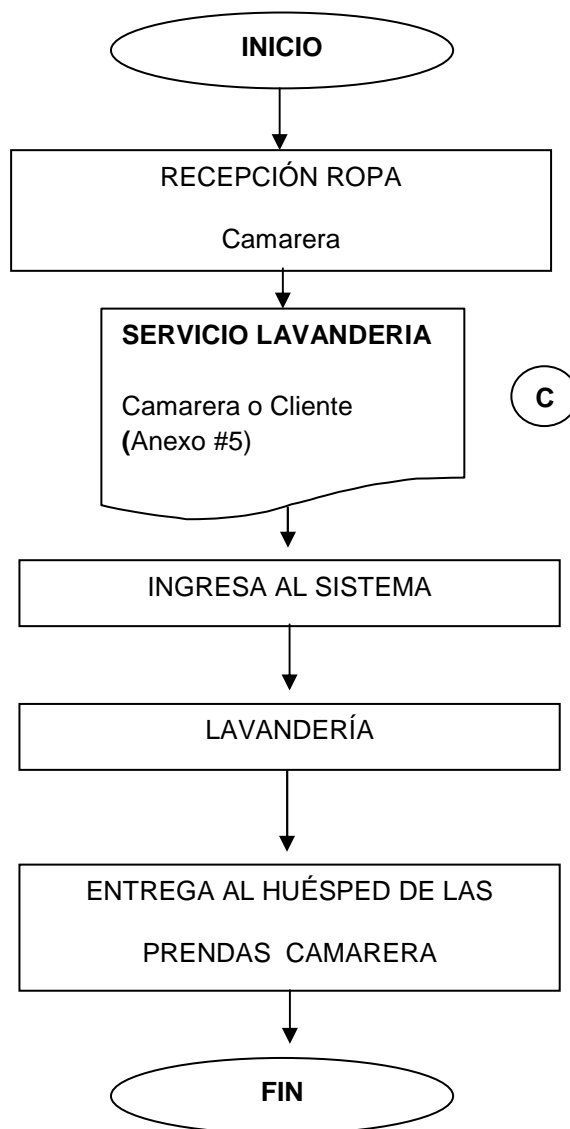 INICIO
RECEPCIÓN ROPA
Camarera
SERVICIO LAVANDERIA
Camarera o Cliente
(Anexo #5)
C
INGRESA AL SISTEMA
LAVANDERÍA
ENTREGA AL HUÉSPED DE LAS
PRENDAS CAMARERA
FIN